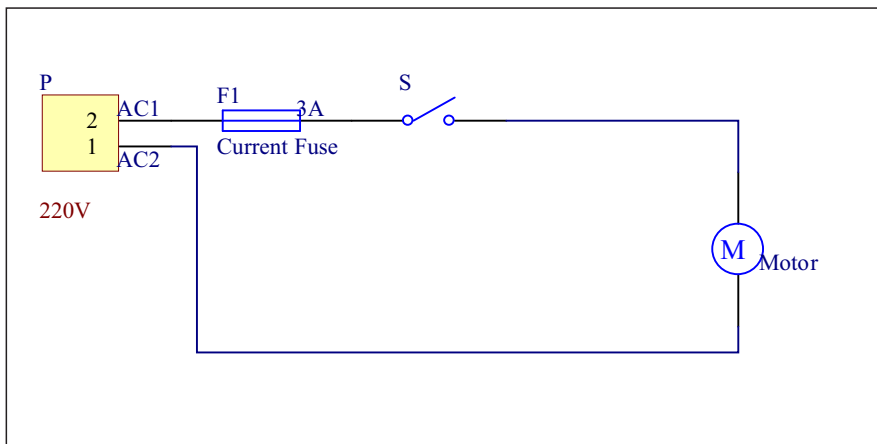 P
AC1
F1
3A
S
2
1
AC2
Current Fuse
220V
M
Motor